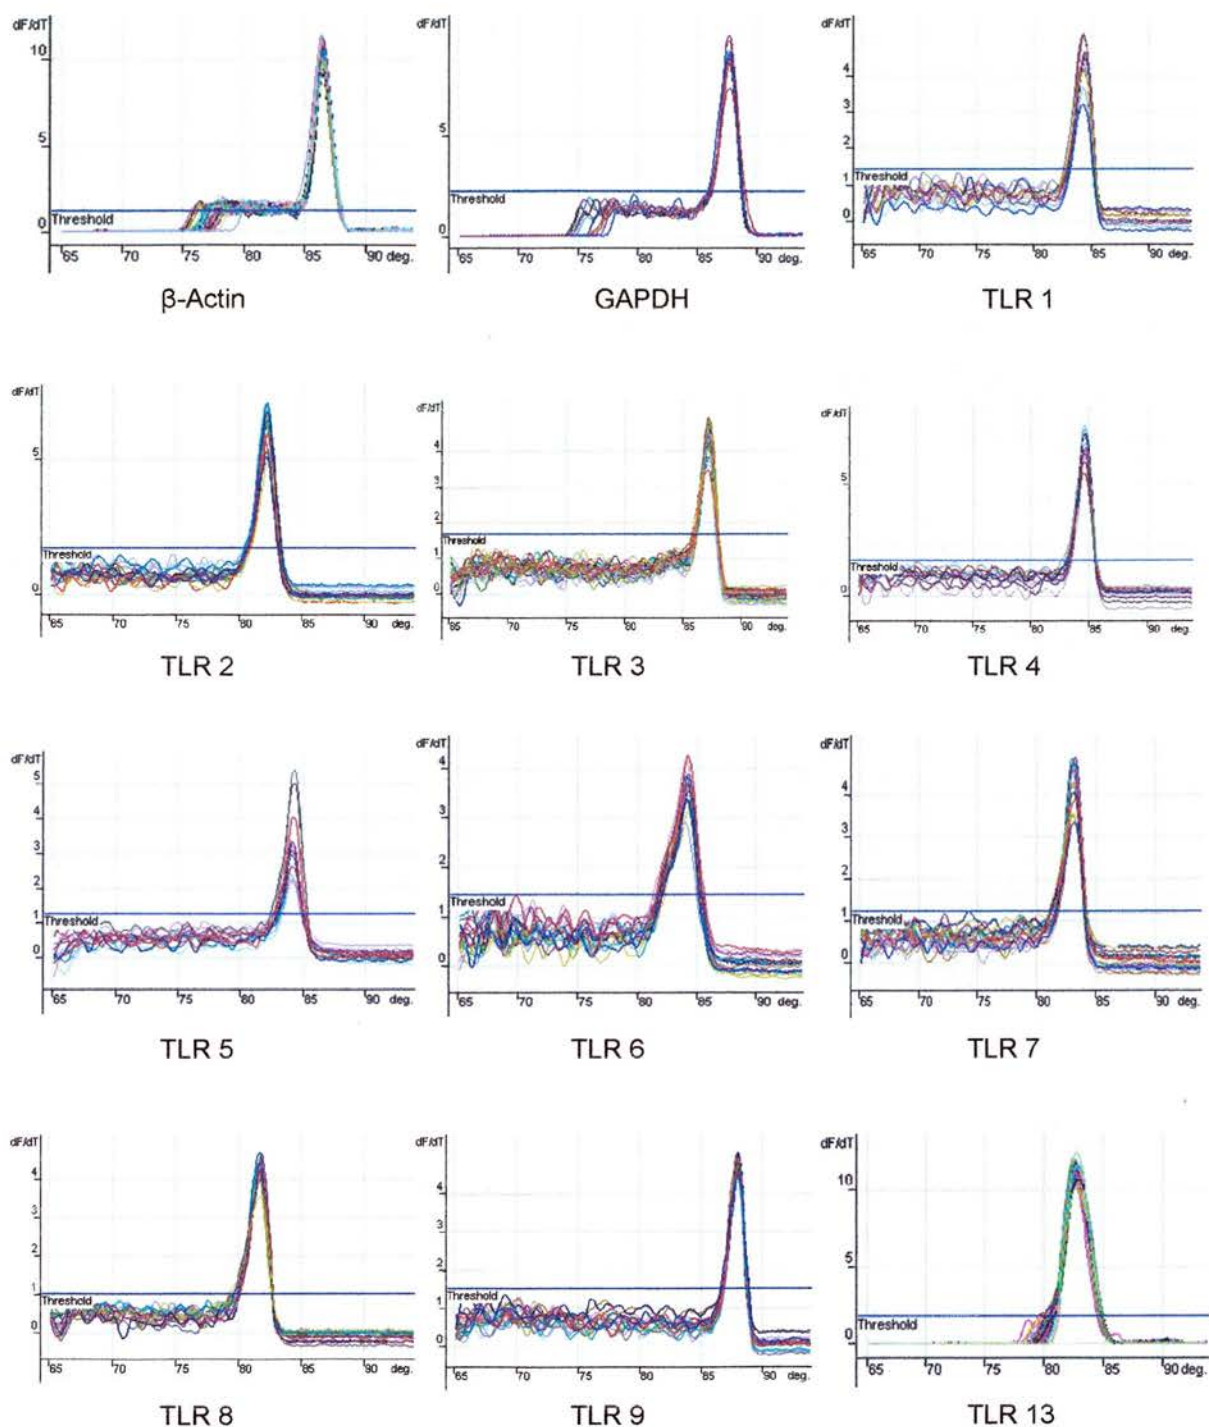 dF/dT
10
5
0
Threshold
65 70 75 80 85 90 deg.
β-Actin
dF/dT
5
0
Threshold
65 70 75 80 85 90 deg.
GAPDH
dF/dT
4
3
2
1
0
Threshold
65 70 75 80 85 90 deg.
TLR 1
dF/dT
5
0
Threshold
65 70 75 80 85 90 deg.
TLR 2
dF/dT
4
3
2
1
0
Threshold
65 70 75 80 85 90 deg.
TLR 3
dF/dT
5
0
Threshold
65 70 75 80 85 90 deg.
TLR 4
dF/dT
5
4
3
2
1
0
Threshold
65 70 75 80 85 90 deg.
TLR 5
dF/dT
4
3
2
1
0
Threshold
65 70 75 80 85 90 deg.
TLR 6
dF/dT
4
3
2
1
0
Threshold
65 70 75 80 85 90 deg.
TLR 7
dF/dT
4
3
2
1
0
Threshold
65 70 75 80 85 90 deg.
TLR 8
dF/dT
4
3
2
1
0
Threshold
65 70 75 80 85 90 deg.
TLR 9
dF/dT
10
5
0
Threshold
65 70 75 80 85 90 deg.
TLR 13